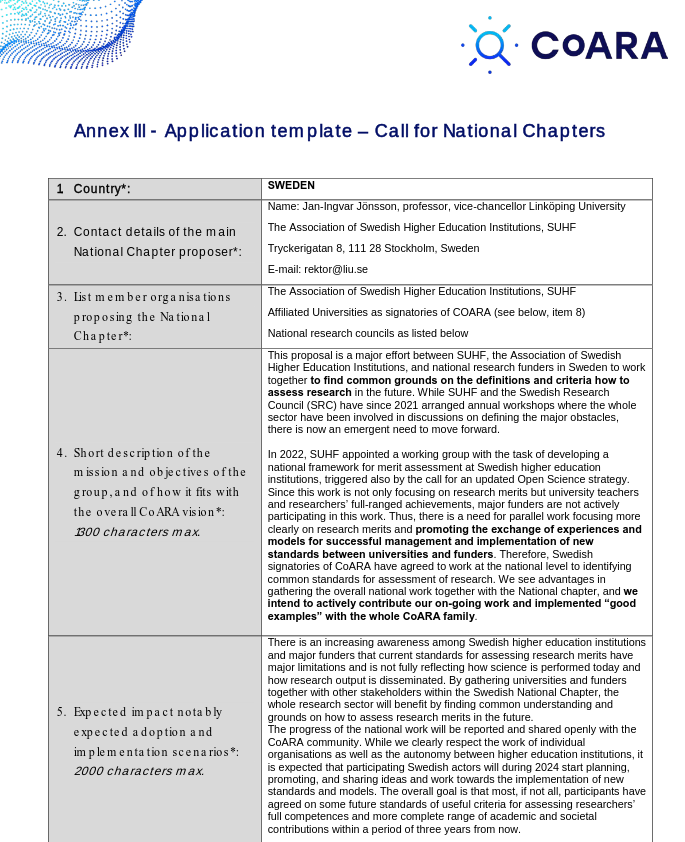 CoARA
Annex III - Application template – Call for National Chapters
1 Country*:
SWEDEN
2. Contact details of the main
National Chapter proposer*:
Name: Jan-Ingvar Jönsson, professor, vice-chancellor Linköping University
The Association of Swedish Higher Education Institutions, SUHF
Tryckerigatan 8, 111 28 Stockholm, Sweden
E-mail: rektor@liu.se
3. List member organisations
proposing the National
Chapter*:
The Association of Swedish Higher Education Institutions, SUHF
Affiliated Universities as signatories of COARA (see below, item 8)
National research councils as listed below
4. Short description of the
mission and objectives of the
group, and of how it fits with
the overall CoARA vision*:
1300 characters max.
This proposal is a major effort between SUHF, the Association of Swedish
Higher Education Institutions, and national research funders in Sweden to work
together to find common grounds on the definitions and criteria how to
assess research in the future. While SUHF and the Swedish Research
Council (SRC) have since 2021 arranged annual workshops where the whole
sector have been involved in discussions on defining the major obstacles,
there is now an emergent need to move forward.
In 2022, SUHF appointed a working group with the task of developing a
national framework for merit assessment at Swedish higher education
institutions, triggered also by the call for an updated Open Science strategy.
Since this work is not only focusing on research merits but university teachers
and researchers' full-ranged achievements, major funders are not actively
participating in this work. Thus, there is a need for parallel work focusing more
clearly on research merits and promoting the exchange of experiences and
models for successful management and implementation of new
standards between universities and funders. Therefore, Swedish
signatories of CoARA have agreed to work at the national level to identifying
common standards for assessment of research. We see advantages in
gathering the overall national work together with the National chapter, and we
intend to actively contribute our on-going work and implemented “good
examples” with the whole CoARA family.
5. Expected impact notably
expected adoption and
implementation scenarios*:
2000 characters max.
There is an increasing awareness among Swedish higher education institutions
and major funders that current standards for assessing research merits have
major limitations and is not fully reflecting how science is performed today and
how research output is disseminated. By gathering universities and funders
together with other stakeholders within the Swedish National Chapter, the
whole research sector will benefit by finding common understanding and
grounds on how to assess research merits in the future.
The progress of the national work will be reported and shared openly with the
CoARA community. While we clearly respect the work of individual
organisations as well as the autonomy between higher education institutions, it
is expected that participating Swedish actors will during 2024 start planning,
promoting, and sharing ideas and work towards the implementation of new
standards and models. The overall goal is that most, if not all, participants have
agreed on some future standards of useful criteria for assessing researchers'
full competences and more complete range of academic and societal
contributions within a period of three years from now.